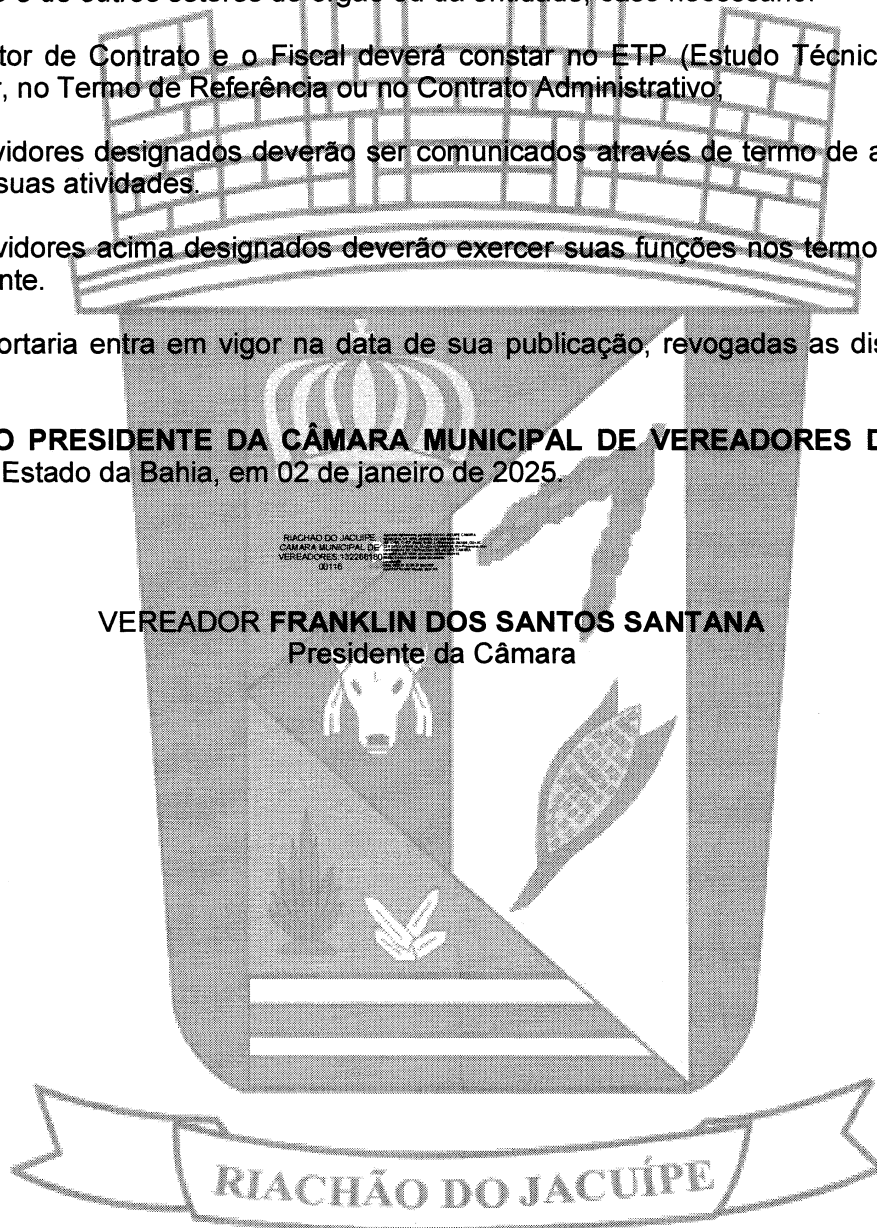 tor de Contrato e o Fiscal deverá constar no ETP (Estudo Técnic
r, no Termo de Referência ou no Contrato Administrativo;
vidores designados deverão ser comunicados através de termo de a
suas atividades.
vidores acima designados deverão exercer suas funções nos termo
nte.
ortaria entra em vigor na data de sua publicação, revogadas as dis
O PRESIDENTE DA CÂMARA MUNICIPAL DE VEREADORES D
Estado da Bahia, em 02 de janeiro de 2025.
RIACHAO DO JACUIPE
CAMARA MUNICIPAL DE
VEREADORES:132268180
00116
VEREADOR FRANKLIN DOS SANTOS SANTANA
Presidente da Câmara
RIACHÃO DO JACUÍPE